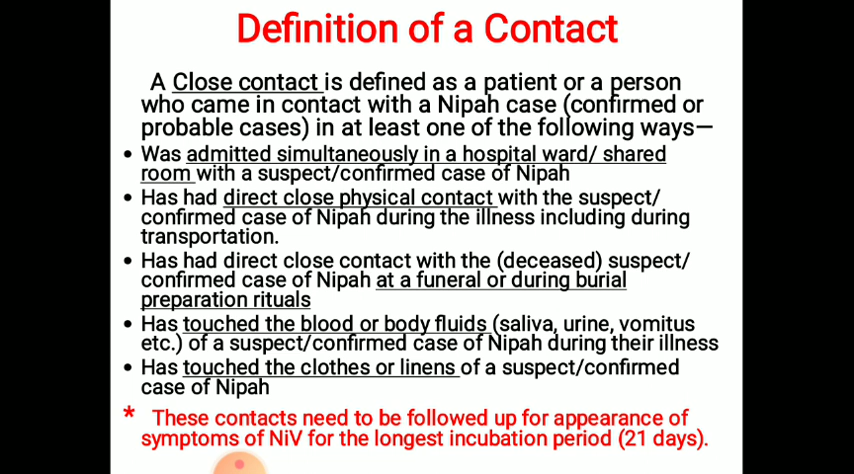 Definition of a Contact
A Close contact is defined as a patient or a person
who came in contact with a Nipah case (confirmed or
probable cases) in at least one of the following ways—
• Was admitted simultaneously in a hospital ward/ shared
room with a suspect/confirmed case of Nipah
• Has had direct close physical contact with the suspect/
confirmed case of Nipah during the illness including during
transportation.
• Has had direct close contact with the (deceased) suspect/
confirmed case of Nipah at a funeral or during burial
preparation rituals
• Has touched the blood or body fluids (saliva, urine, vomitus
etc.) of a suspect/confirmed case of Nipah during their illness
• Has touched the clothes or linens of a suspect/confirmed
case of Nipah
* These contacts need to be followed up for appearance of
symptoms of NiV for the longest incubation period (21 days).